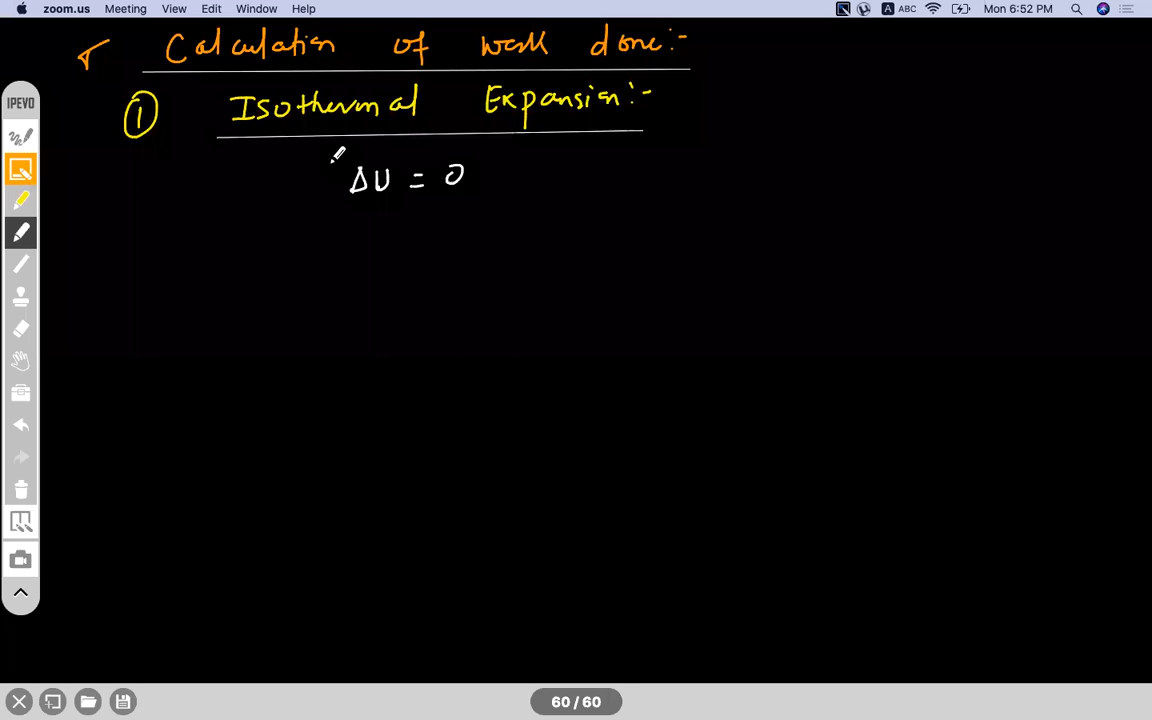 zoom.us Meeting View Edit Window Help A ABC Mon 6:52 PM
Calculation of work done:-
① Isothermal Expansion:-
IPEVO
ΔU = 0
60 / 60